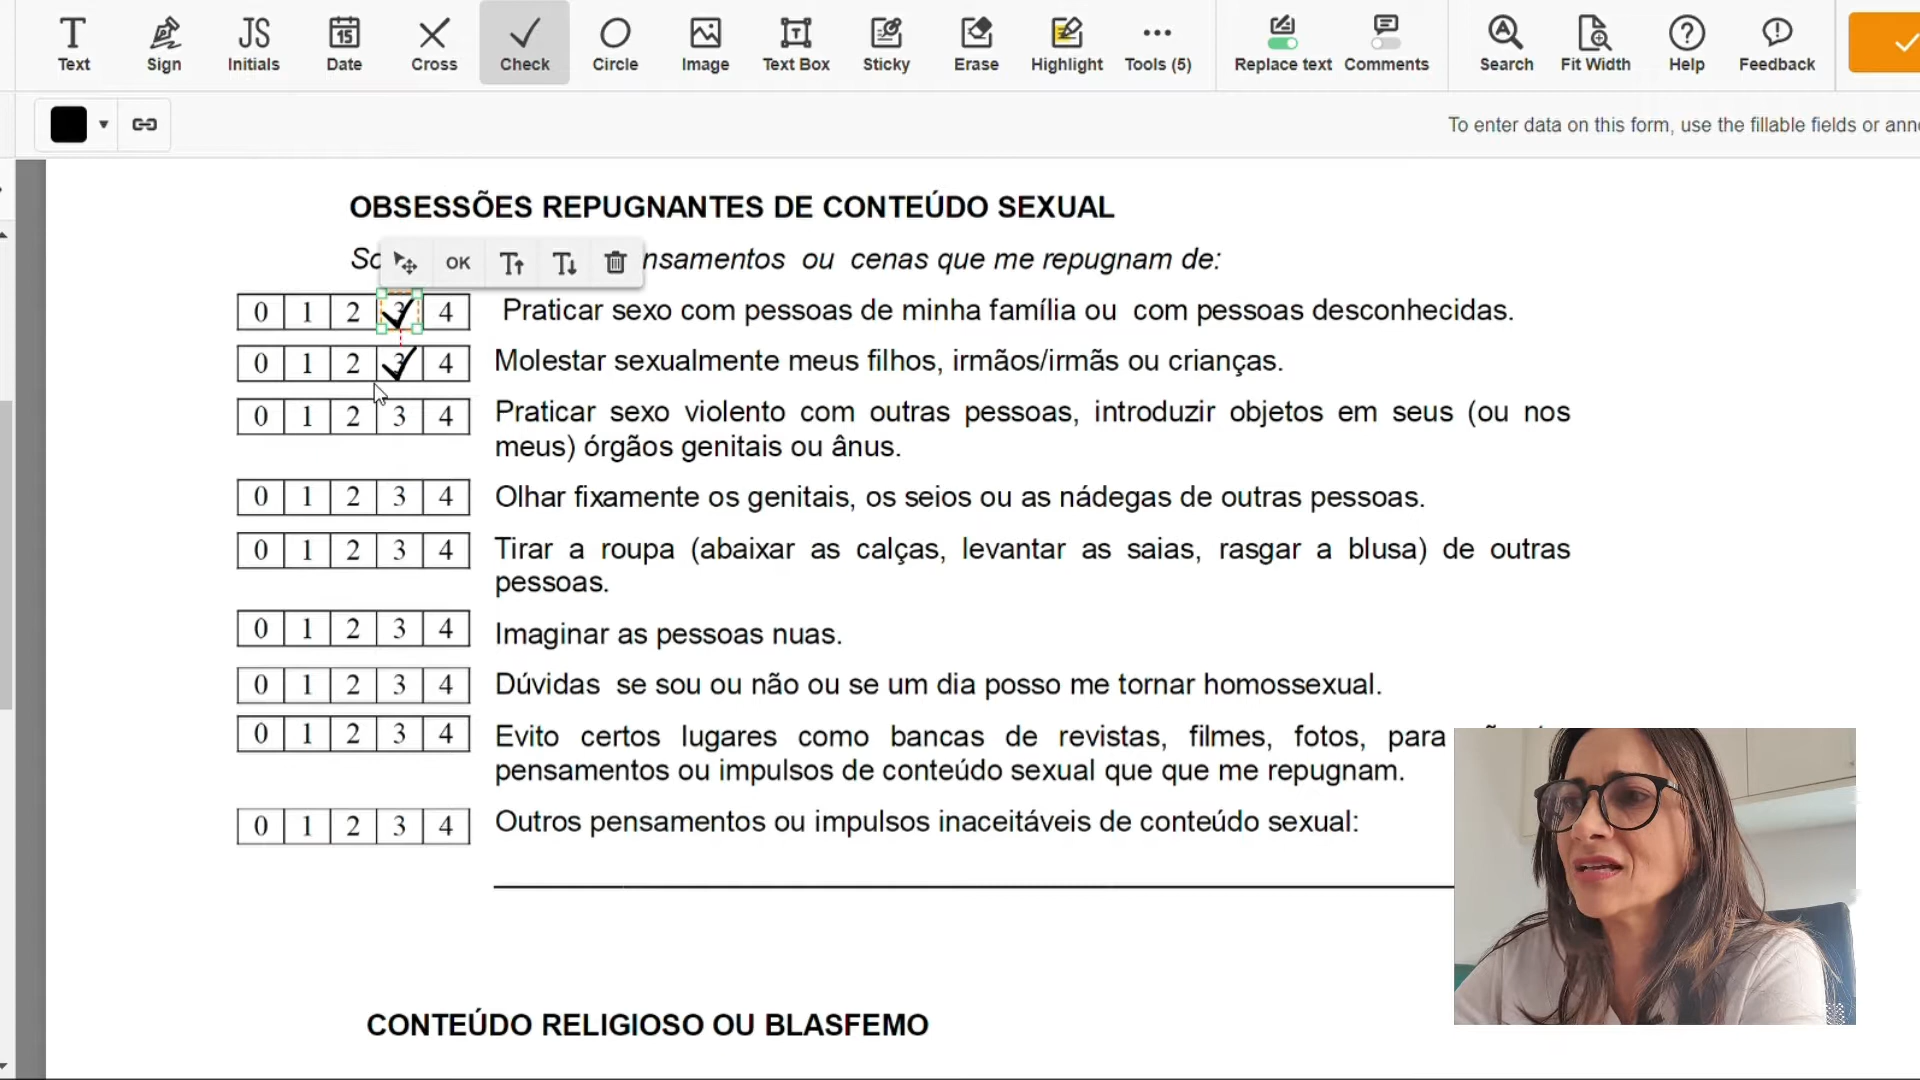 Text Sign Initials Date Cross Check Circle Image Text Box Sticky Erase Highlight Tools (5) Replace text Comments Search Fit Width Help Feedback
To enter data on this form, use the fillable fields or
OBSESSÕES REPUGNANTES DE CONTEÚDO SEXUAL
OK
ou cenas que me repugnam de:
0 1 2 3 4 Praticar sexo com pessoas de minha família ou com pessoas desconhecidas.
0 1 2 3 4 Molestar sexualmente meus filhos, irmãos/irmãs ou crianças.
0 1 2 3 4 Praticar sexo violento com outras pessoas, introduzir objetos em seus (ou nos
meus) órgãos genitais ou ânus.
0 1 2 3 4 Olhar fixamente os genitais, os seios ou as nádegas de outras pessoas.
0 1 2 3 4 Tirar a roupa (abaixar as calças, levantar as saias, rasgar a blusa) de outras
pessoas.
0 1 2 3 4 Imaginar as pessoas nuas.
0 1 2 3 4 Dúvidas se sou ou não ou se um dia posso me tornar homossexual.
0 1 2 3 4 Evito certos lugares como bancas de revistas, filmes, fotos, para
pensamentos ou impulsos de conteúdo sexual que que me repugnam.
0 1 2 3 4 Outros pensamentos ou impulsos inaceitáveis de conteúdo sexual:
CONTEÚDO RELIGIOSO OU BLASFEMO